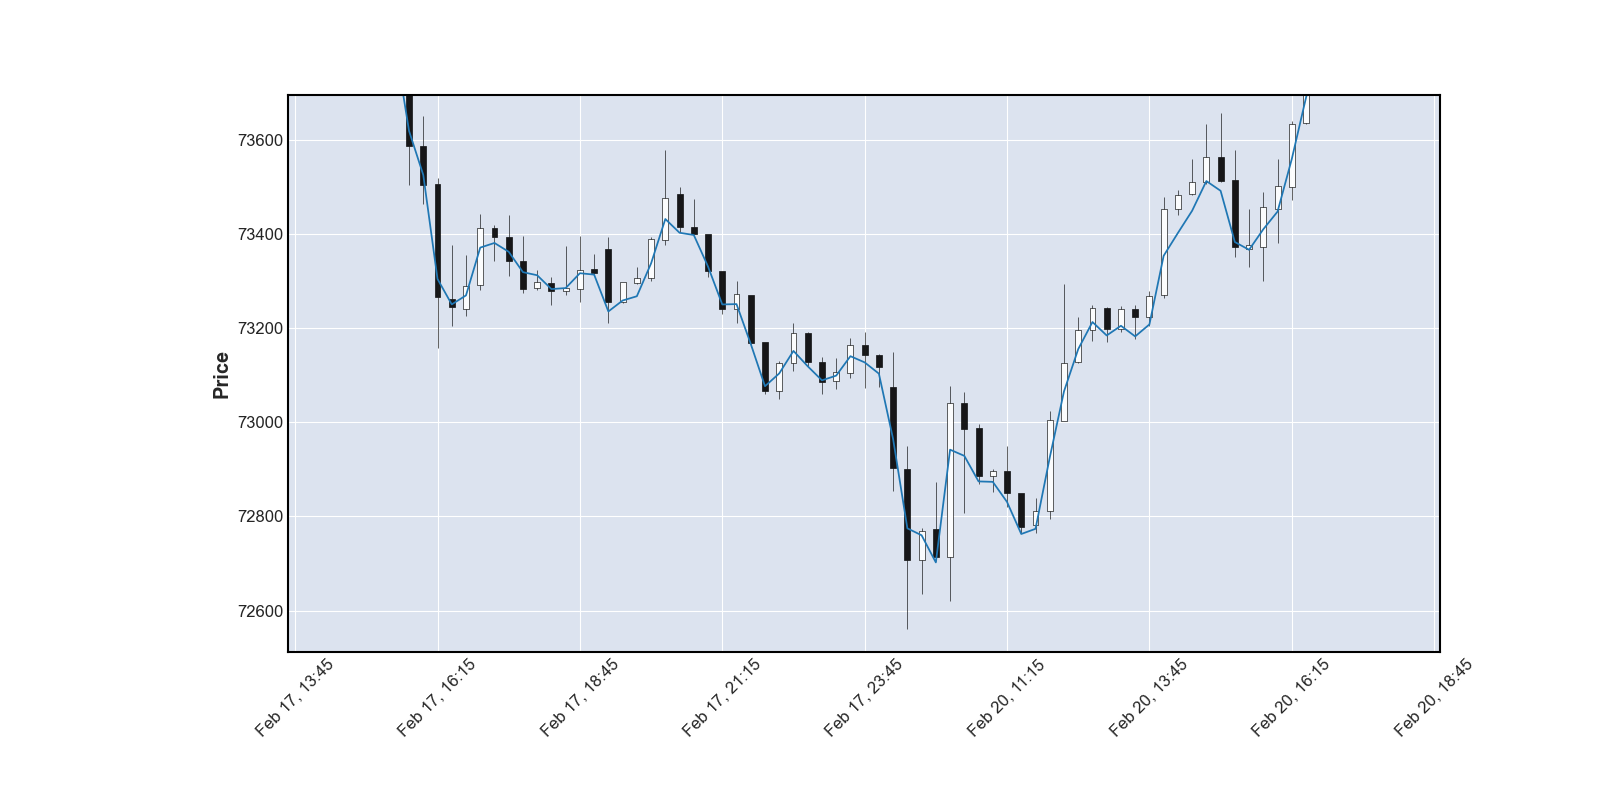 Price
73600
73400
73200
73000
72800
72600
Feb 17, 13:45
Feb 17, 16:15
Feb 17, 18:45
Feb 17, 21:15
Feb 17, 23:45
Feb 20, 11:15
Feb 20, 13:45
Feb 20, 16:15
Feb 20, 18:45